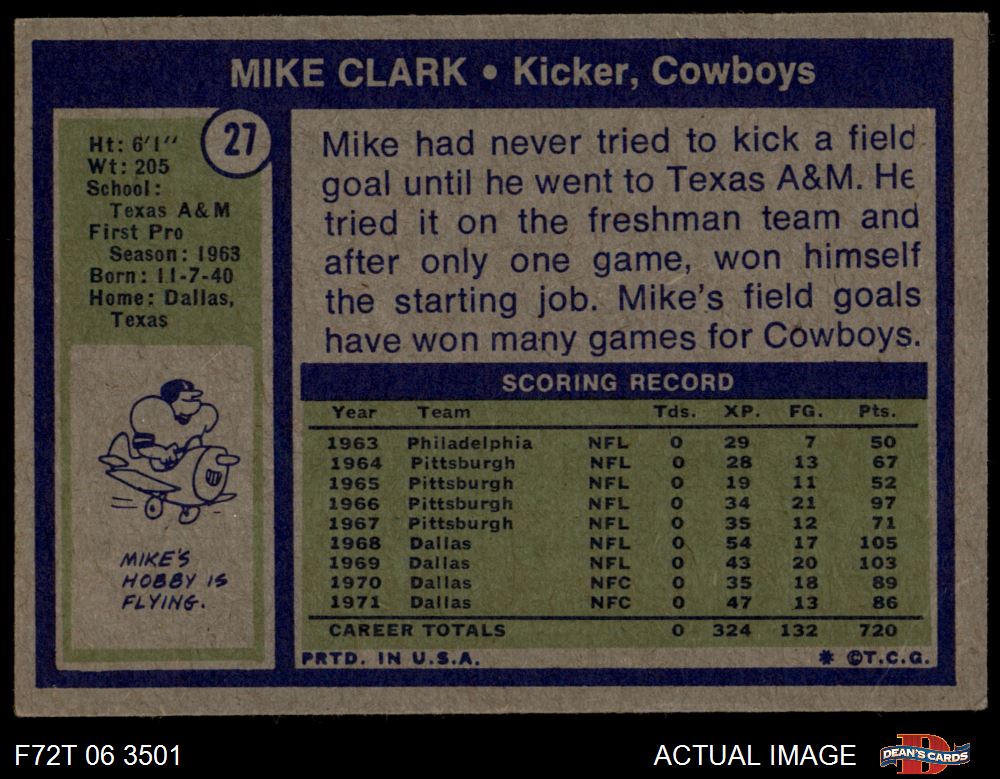 MIKE CLARK • Kicker, Cowboys
27
Ht: 6'1''
Wt: 205
School:
Texas A&M
First Pro
Season: 1963
Born: 11-7-40
Home: Dallas,
Texas
MIKE'S
HOBBY IS
FLYING.
Mike had never tried to kick a field
goal until he went to Texas A&M. He
tried it on the freshman team and
after only one game, won himself
the starting job. Mike's field goals
have won many games for Cowboys.
SCORING RECORD
Year Team Tds. XP. FG. Pts.
1963 Philadelphia NFL 0 29 7 50
1964 Pittsburgh NFL 0 28 13 67
1965 Pittsburgh NFL 0 19 11 52
1966 Pittsburgh NFL 0 34 21 97
1967 Pittsburgh NFL 0 35 12 71
1968 Dallas NFL 0 54 17 105
1969 Dallas NFL 0 43 20 103
1970 Dallas NFC 0 35 18 89
1971 Dallas NFC 0 47 13 86
CAREER TOTALS 0 324 132 720
PRTD. IN U.S.A. * ©T.C.G.
F72T 06 3501 ACTUAL IMAGE D DEAN'S CARDS